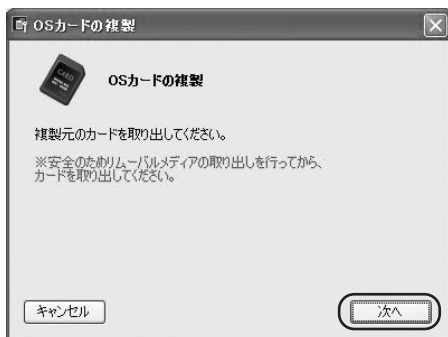 OSカードの複製
CARD
OSカードの複製
複製元のカードを取出してください。
※安全のためリムーバルメディアの取り出しを行ってから、
カードを取出してください。
キャンセル
次へ